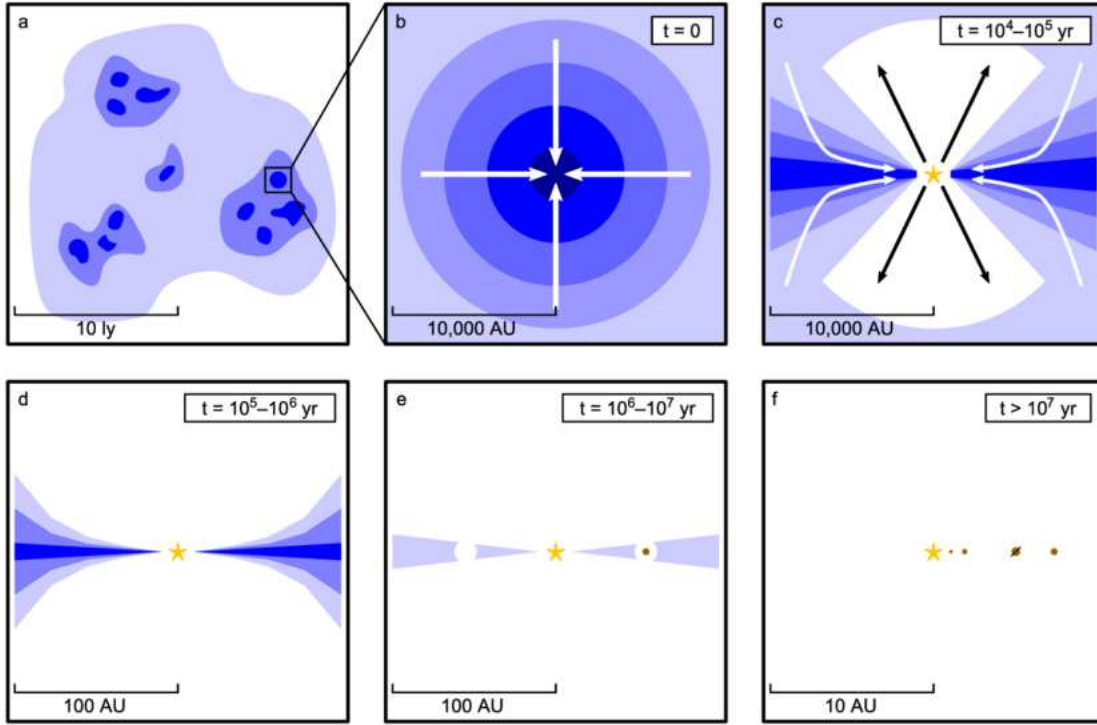 a
10 ly
b
t = 0
10,000 AU
c
t = 10⁴–10⁵ yr
10,000 AU
d
t = 10⁵–10⁶ yr
100 AU
e
t = 10⁶–10⁷ yr
100 AU
f
t > 10⁷ yr
10 AU